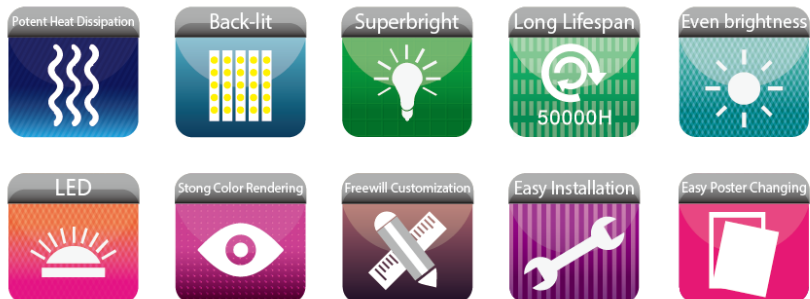 Potent Heat Dissipation
Back-lit
Superbright
Long Lifespan
50000H
Even brightness
LED
Stong Color Rendering
Freewill Customization
Easy Installation
Easy Poster Changing